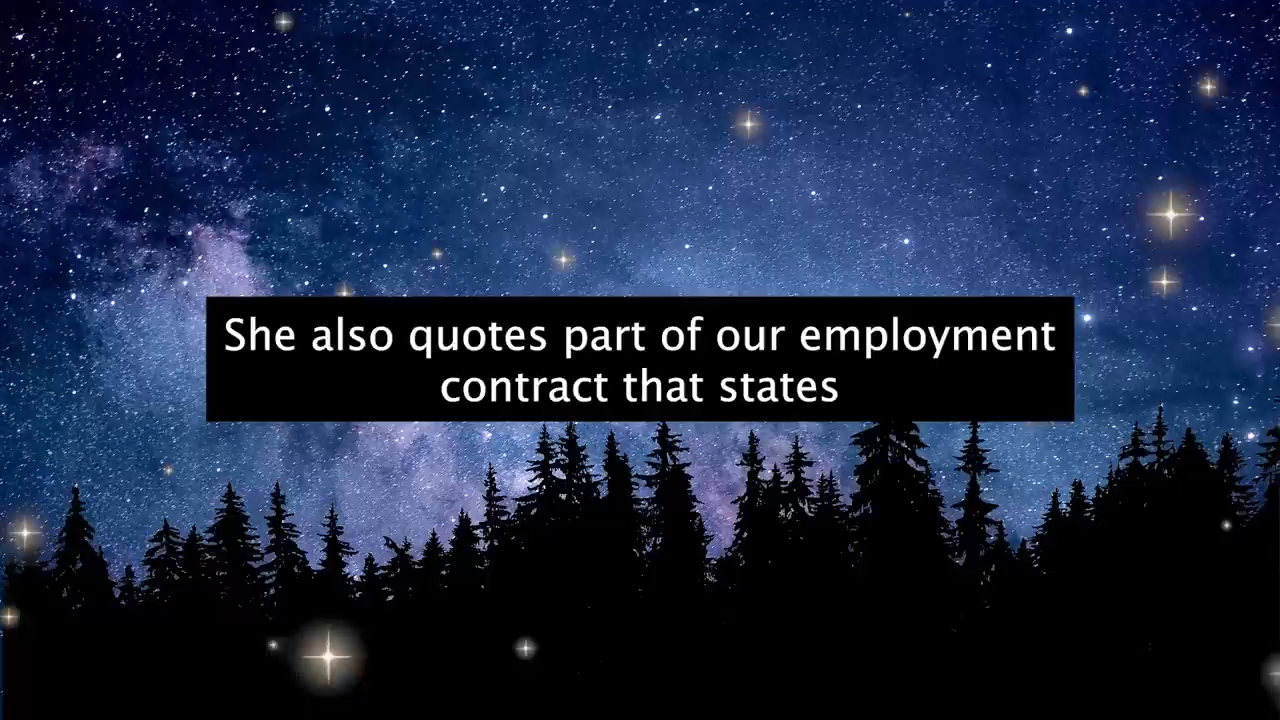 She also quotes part of our employment
contract that states